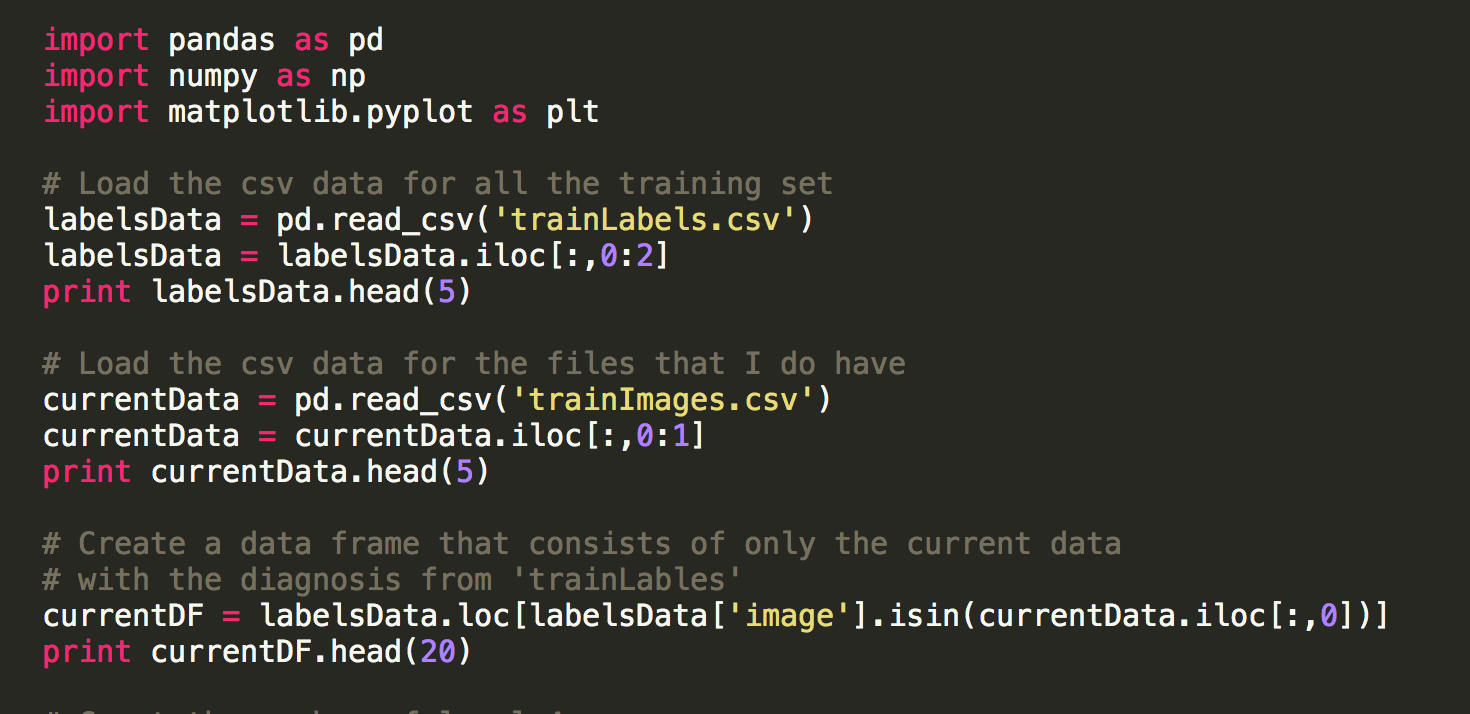 import pandas as pd
import numpy as np
import matplotlib.pyplot as plt
# Load the csv data for all the training set
labelsData = pd.read_csv('trainLabels.csv')
labelsData = labelsData.iloc[:,0:2]
print labelsData.head(5)
# Load the csv data for the files that I do have
currentData = pd.read_csv('trainImages.csv')
currentData = currentData.iloc[:,0:1]
print currentData.head(5)
# Create a data frame that consists of only the current data
# with the diagnosis from 'trainLables'
currentDF = labelsData.loc[labelsData['image'].isin(currentData.iloc[:,0])]
print currentDF.head(20)